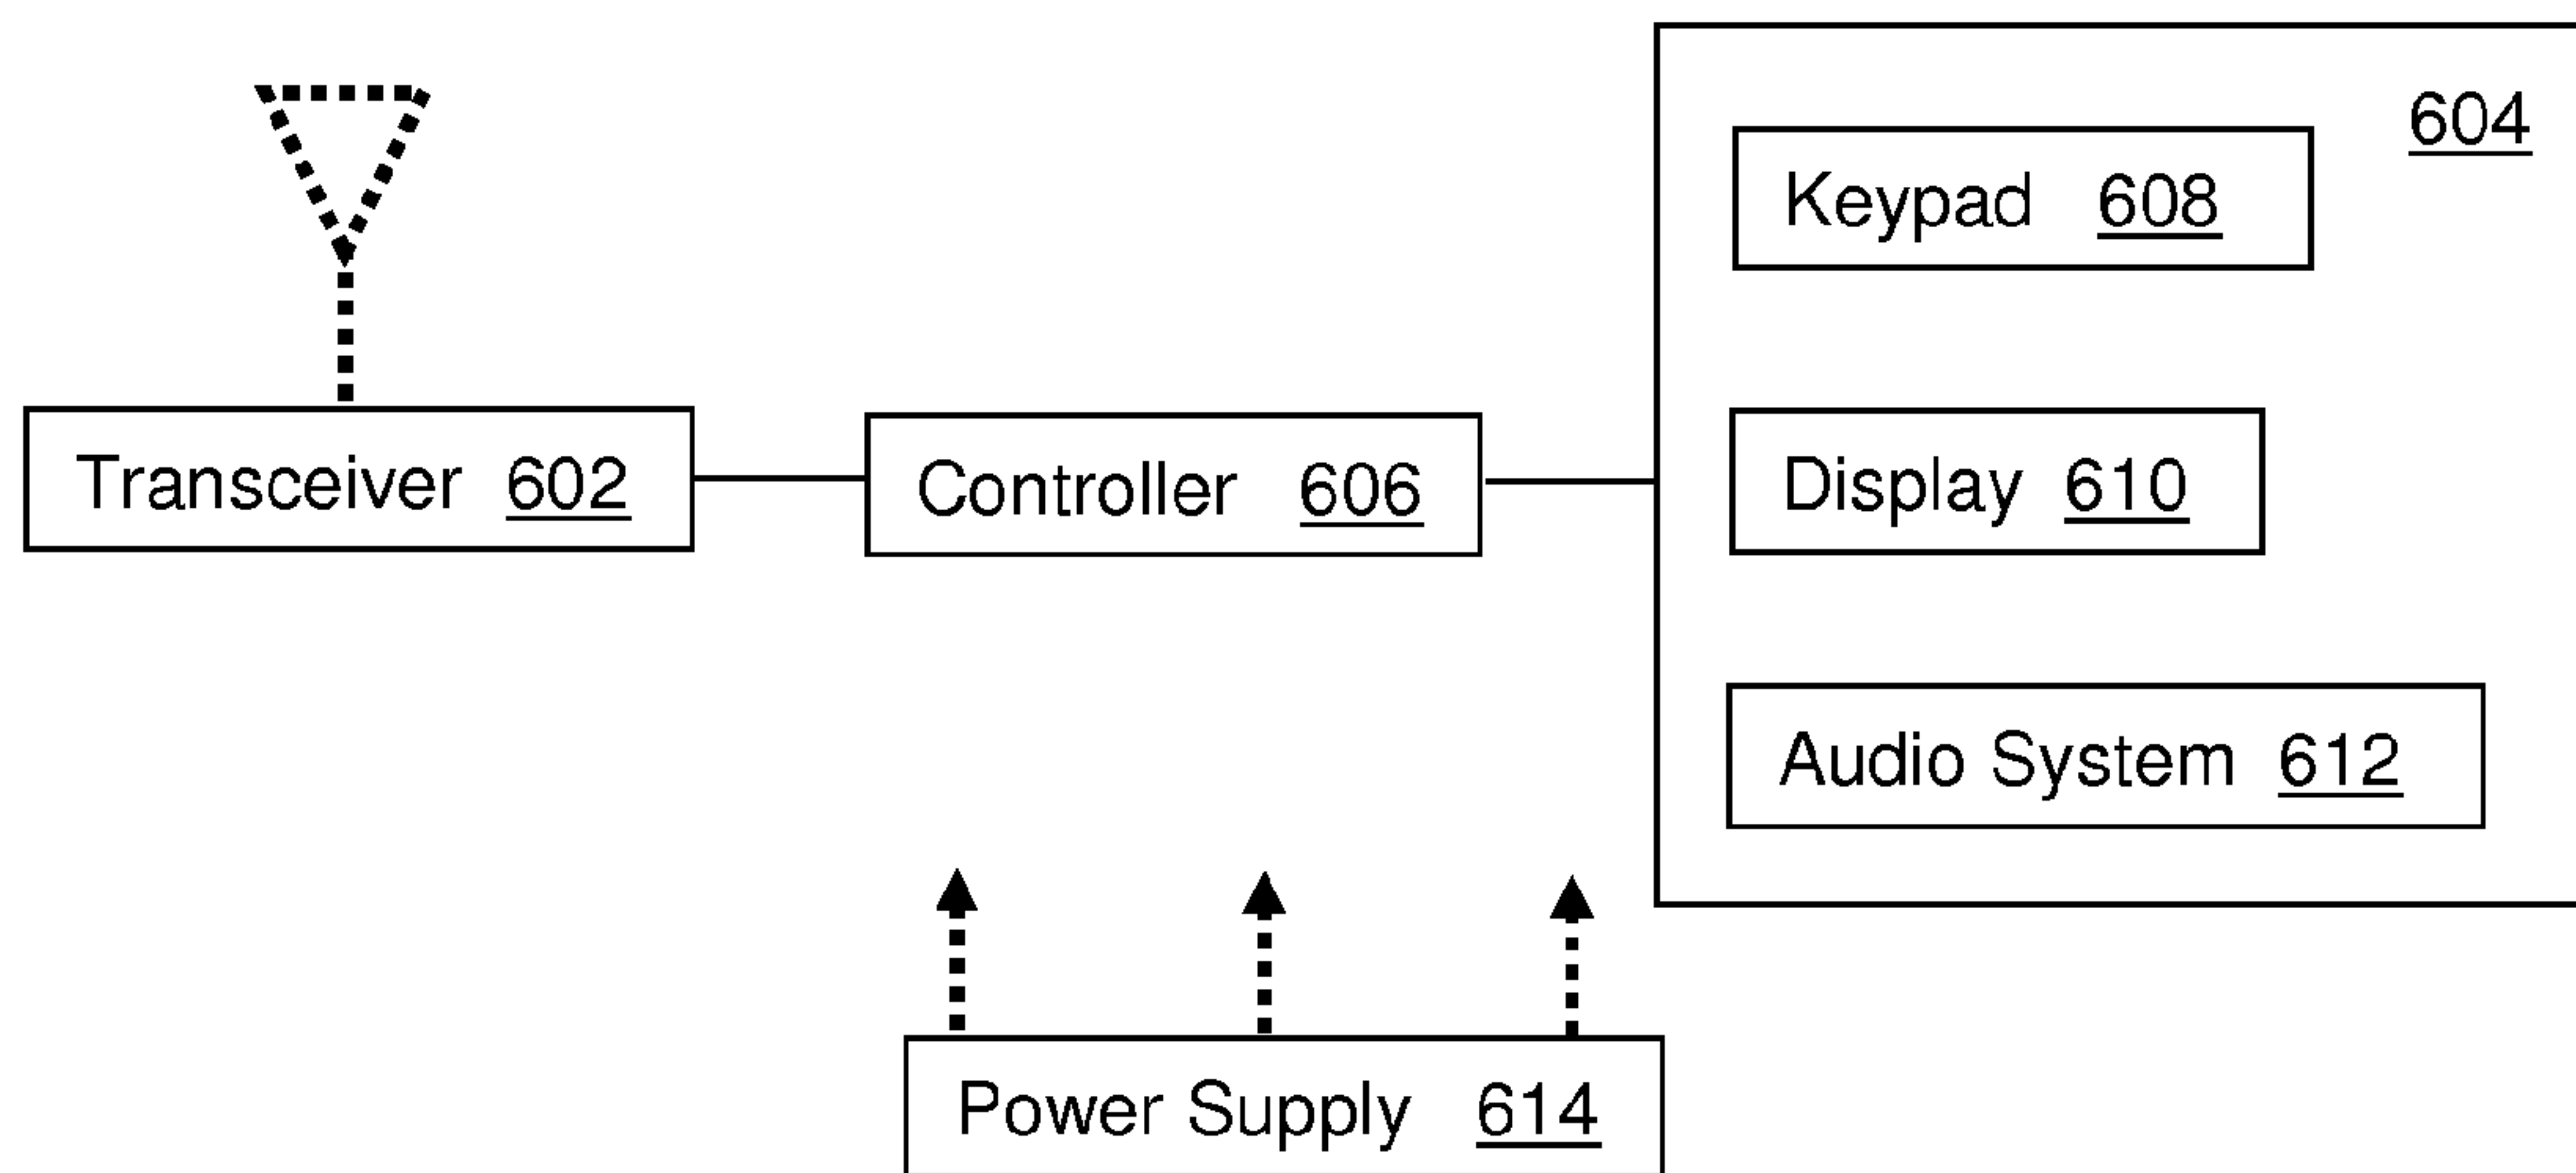 604
Keypad 608
Transceiver 602
Controller 606
Display 610
Audio System 612
Power Supply 614